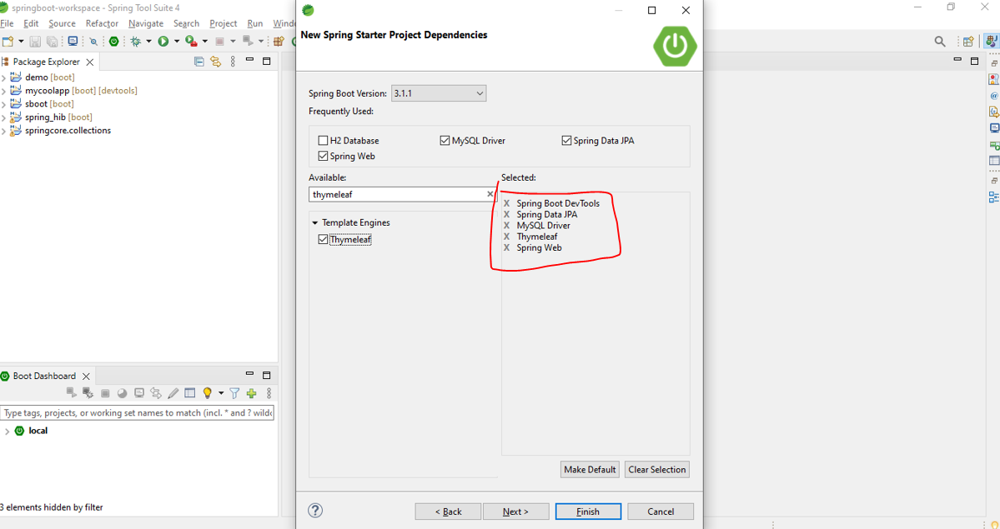 springboot-workspace - Spring Tool Suite 4
File Edit Source Refactor Navigate Search Project Run
Package Explorer
demo [boot]
mycoolapp [boot] [devtools]
sboot [boot]
spring_hib [boot]
springcore.collections
Boot Dashboard
Type tags, projects, or working set names to match (incl. * and ? wild
local
3 elements hidden by filter
New Spring Starter Project Dependencies
Spring Boot Version: 3.1.1
Frequently Used:
H2 Database MySQL Driver Spring Data JPA
Spring Web
Available: Selected:
thymeleaf
Template Engines
Thymeleaf
X Spring Boot DevTools
X Spring Data JPA
X MySQL Driver
X Thymeleaf
X Spring Web
Make Default Clear Selection
< Back Next > Finish Cancel